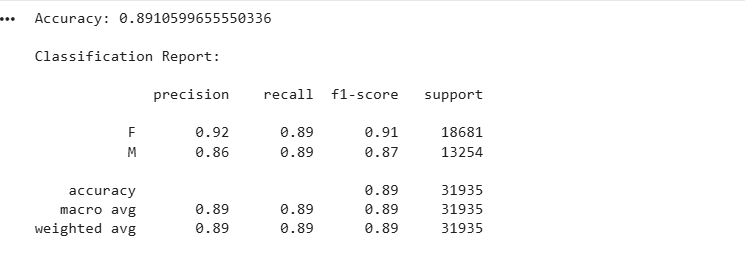 Accuracy: 0.8910599655550336
Classification Report:
precision recall f1-score support
F 0.92 0.89 0.91 18681
M 0.86 0.89 0.87 13254
accuracy 0.89 31935
macro avg 0.89 0.89 0.89 31935
weighted avg 0.89 0.89 0.89 31935